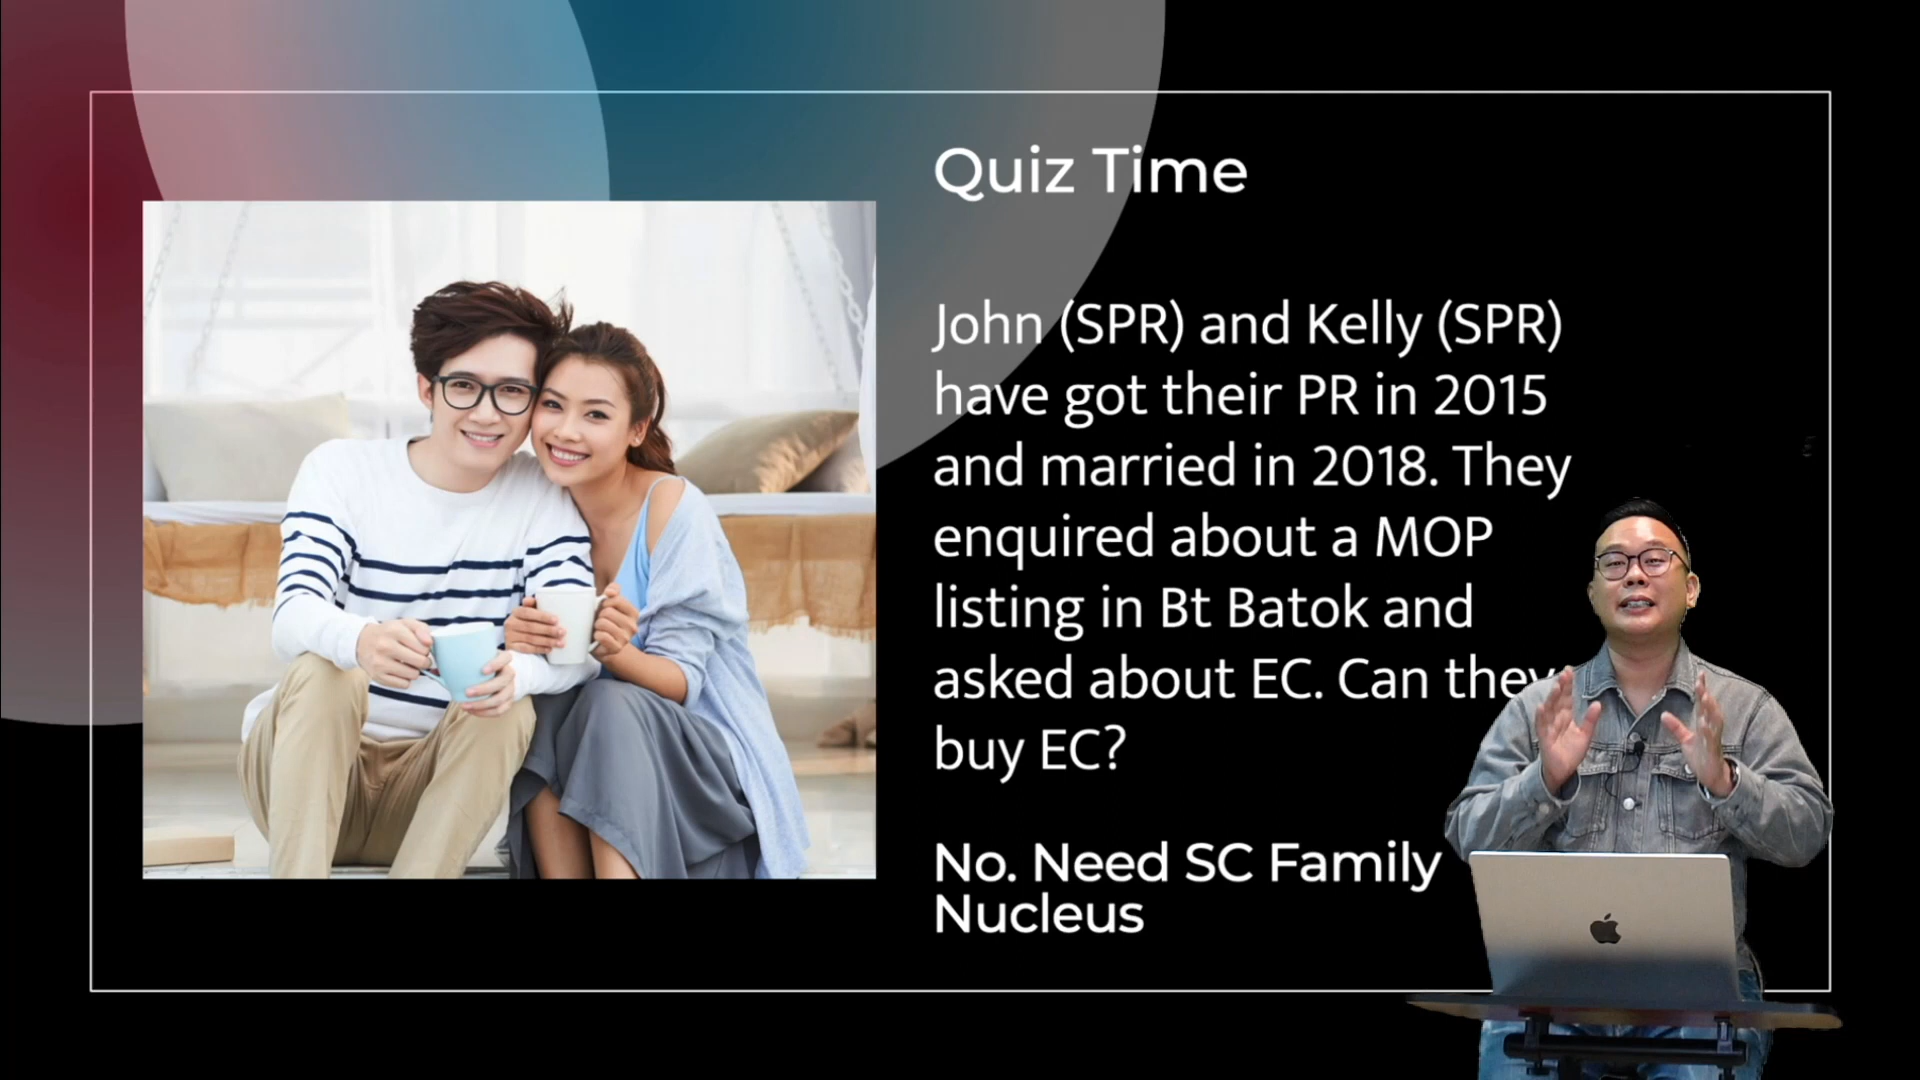 Quiz Time
John (SPR) and Kelly (SPR)
have got their PR in 2015
and married in 2018. They
enquired about a MOP
listing in Bt Batok and
asked about EC. Can they
buy EC?
No. Need SC Family
Nucleus